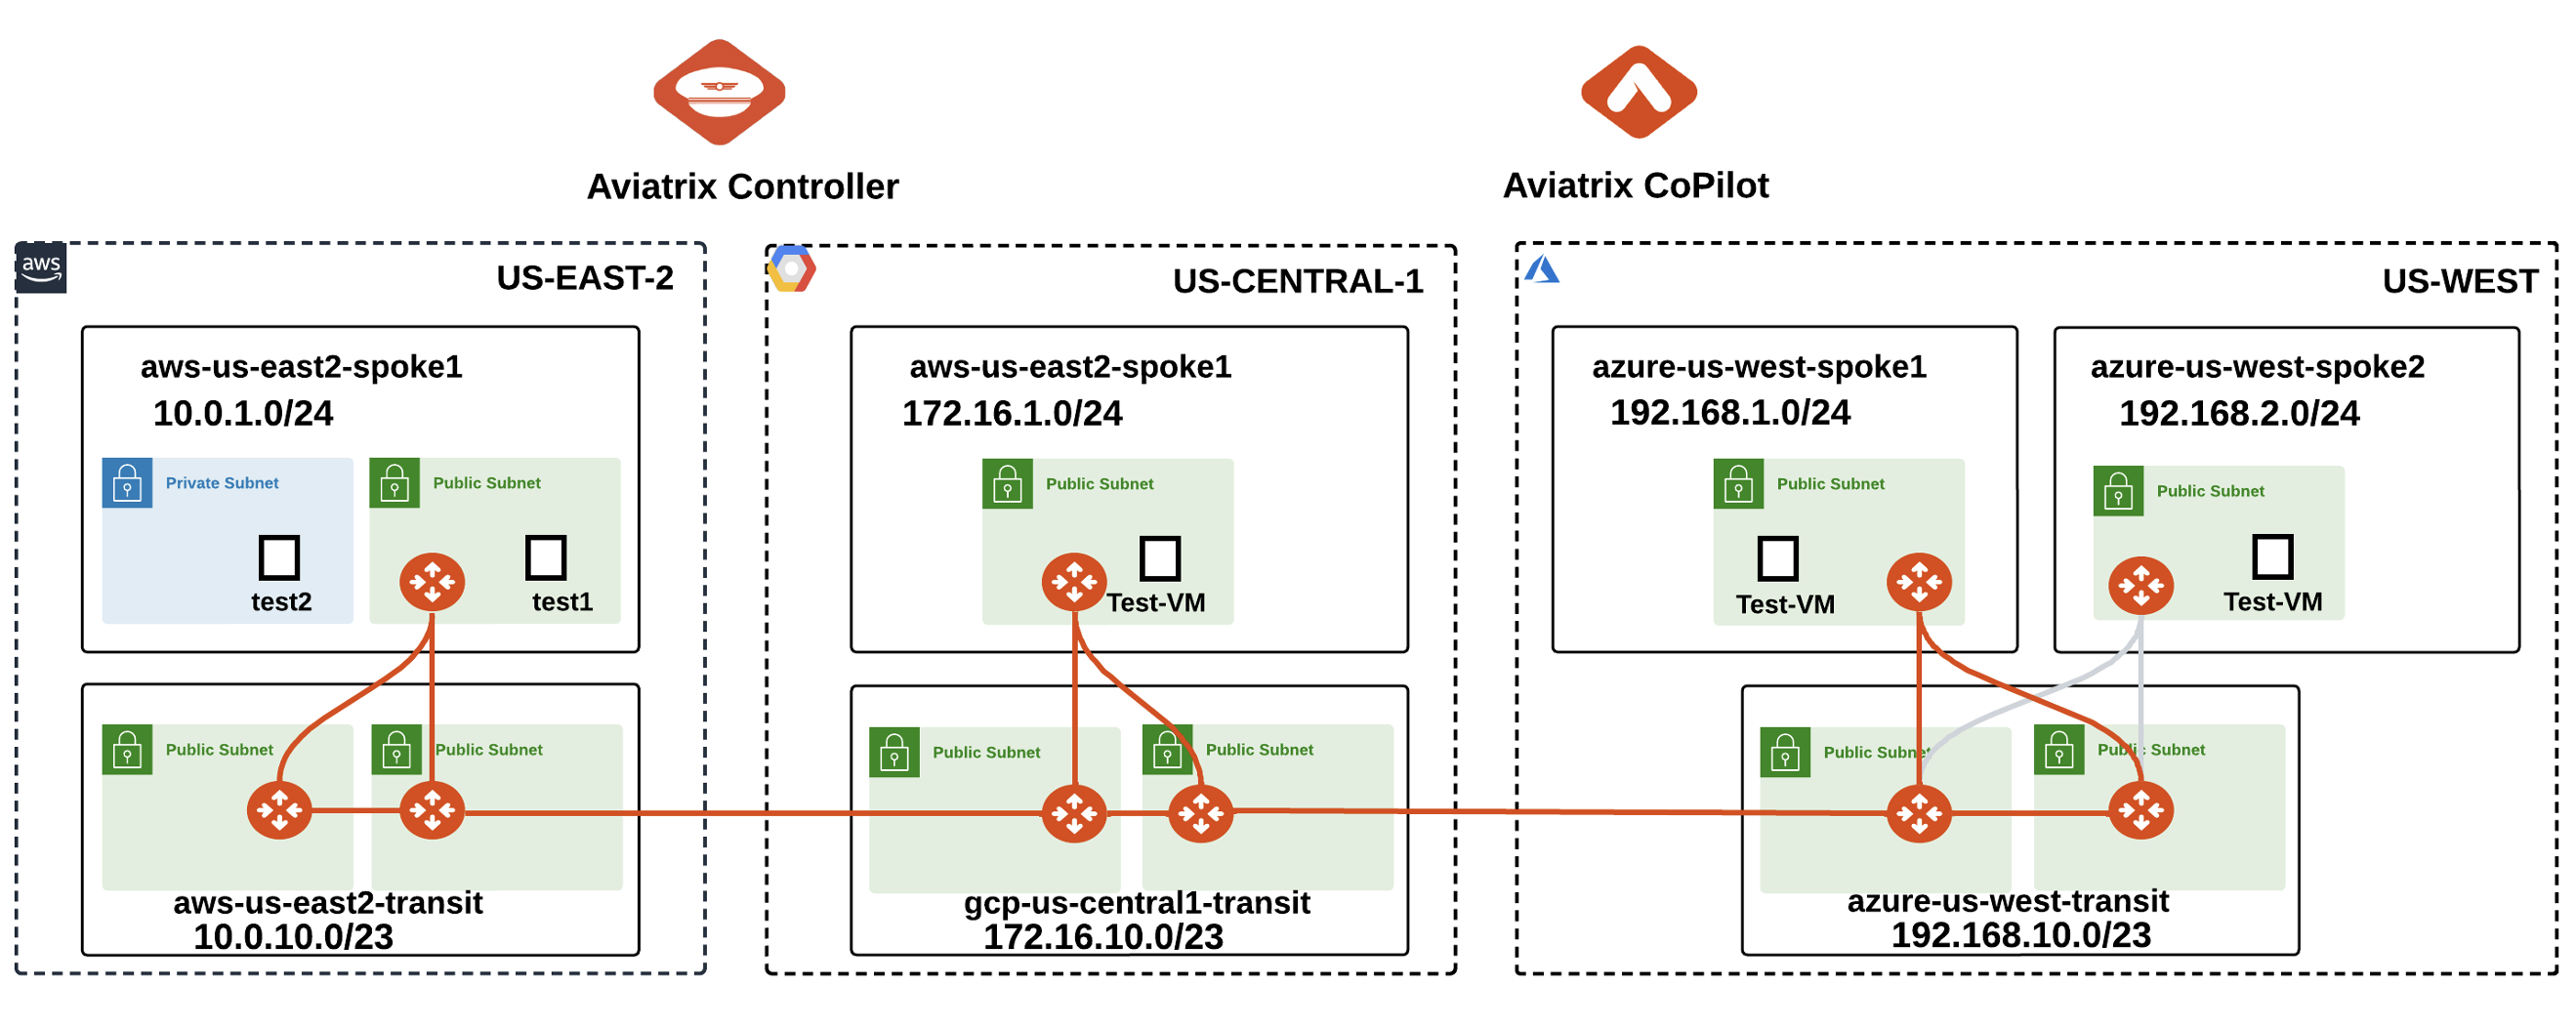 Aviatrix Controller
Aviatrix CoPilot
aws
US-EAST-2
aws-us-east2-spoke1
10.0.1.0/24
Private Subnet
Public Subnet
test2
test1
Public Subnet
Public Subnet
aws-us-east2-transit
10.0.10.0/23
US-CENTRAL-1
aws-us-east2-spoke1
172.16.1.0/24
Public Subnet
Test-VM
Public Subnet
Public Subnet
gcp-us-central1-transit
172.16.10.0/23
US-WEST
azure-us-west-spoke1
192.168.1.0/24
Public Subnet
Test-VM
azure-us-west-spoke2
192.168.2.0/24
Public Subnet
Test-VM
Public Subnet
Public Subnet
azure-us-west-transit
192.168.10.0/23